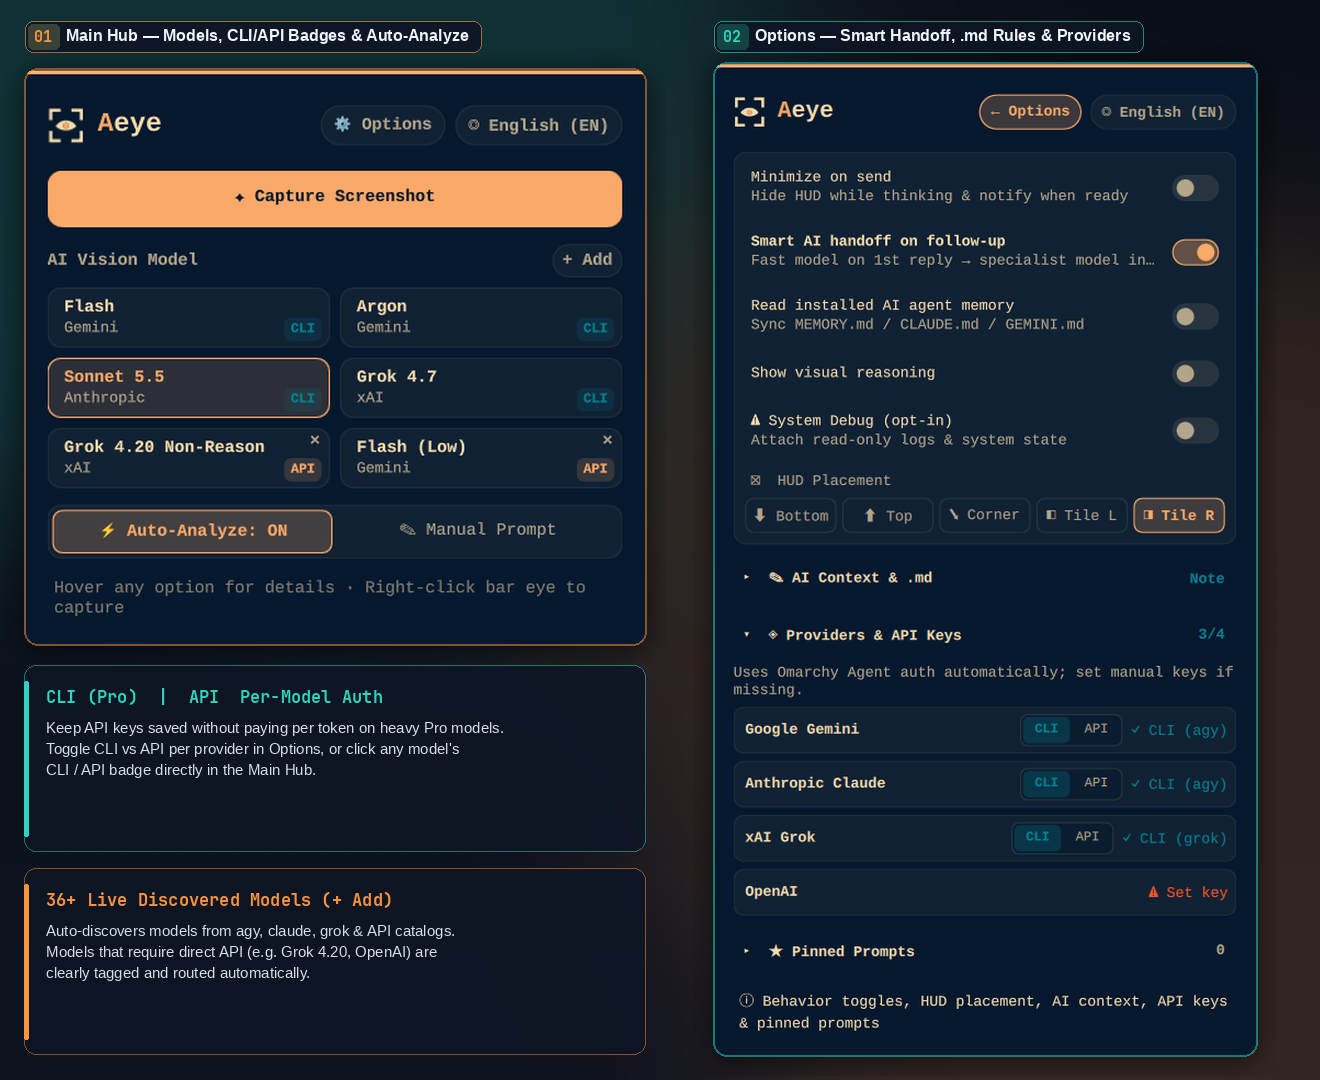 01 Main Hub — Models, CLI/API Badges & Auto-Analyze
Aeye
⚙ Options
English (EN)
✦ Capture Screenshot
AI Vision Model
+ Add
Flash
Gemini
CLI
Argon
Gemini
CLI
Sonnet 5.5
Anthropic
CLI
Grok 4.7
xAI
CLI
Grok 4.20 Non-Reason
×
xAI
API
Flash (Low)
×
Gemini
API
⚡ Auto-Analyze: ON
✎ Manual Prompt
Hover any option for details · Right-click bar eye to
capture
CLI (Pro) | API Per-Model Auth
Keep API keys saved without paying per token on heavy Pro models.
Toggle CLI vs API per provider in Options, or click any model's
CLI / API badge directly in the Main Hub.
36+ Live Discovered Models (+ Add)
Auto-discovers models from agy, claude, grok & API catalogs.
Models that require direct API (e.g. Grok 4.20, OpenAI) are
clearly tagged and routed automatically.
02 Options — Smart Handoff, .md Rules & Providers
Aeye
← Options
English (EN)
Minimize on send
Hide HUD while thinking & notify when ready
Smart AI handoff on follow-up
Fast model on 1st reply → specialist model in…
Read installed AI agent memory
Sync MEMORY.md / CLAUDE.md / GEMINI.md
Show visual reasoning
⚠ System Debug (opt-in)
Attach read-only logs & system state
HUD Placement
⬇ Bottom
⬆ Top
Corner
◧ Tile L
◨ Tile R
▸ ✎ AI Context & .md
Note
▾ ◈ Providers & API Keys
3/4
Uses Omarchy Agent auth automatically; set manual keys if
missing.
Google Gemini
CLI API ✓ CLI (agy)
Anthropic Claude
CLI API ✓ CLI (agy)
xAI Grok
CLI API ✓ CLI (grok)
OpenAI
⚠ Set key
▸ ★ Pinned Prompts
0
ⓘ Behavior toggles, HUD placement, AI context, API keys
& pinned prompts